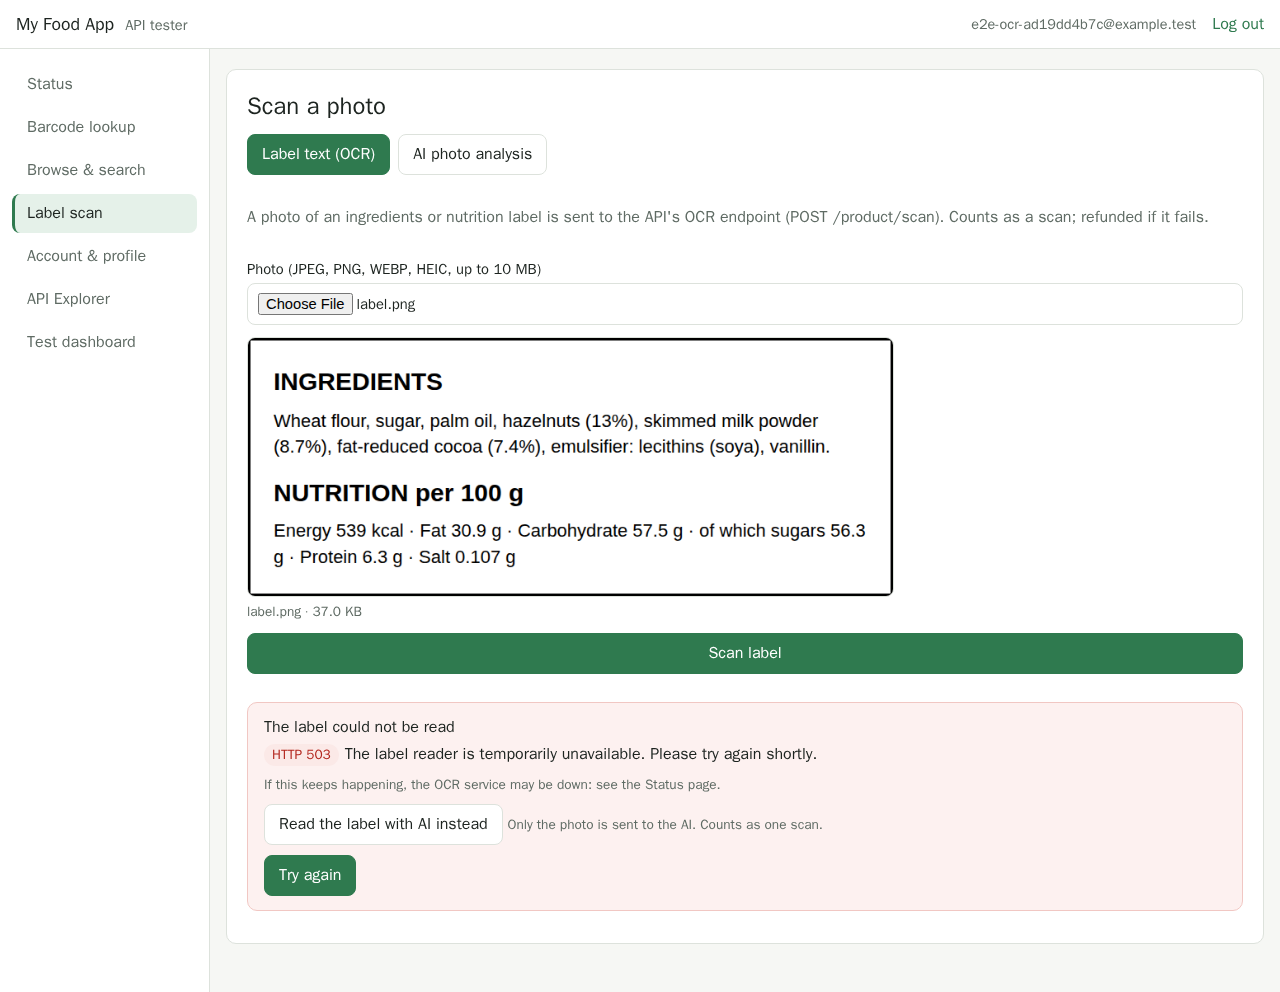 My Food App API tester
e2e-ocr-ad19dd4b7c@example.test Log out
Status
Barcode lookup
Browse & search
Label scan
Account & profile
API Explorer
Test dashboard
Scan a photo
Label text (OCR) AI photo analysis
A photo of an ingredients or nutrition label is sent to the API's OCR endpoint (POST /product/scan). Counts as a scan; refunded if it fails.
Photo (JPEG, PNG, WEBP, HEIC, up to 10 MB)
Choose File label.png
INGREDIENTS
Wheat flour, sugar, palm oil, hazelnuts (13%), skimmed milk powder
(8.7%), fat-reduced cocoa (7.4%), emulsifier: lecithins (soya), vanillin.
NUTRITION per 100 g
Energy 539 kcal · Fat 30.9 g · Carbohydrate 57.5 g · of which sugars 56.3
g · Protein 6.3 g · Salt 0.107 g
label.png · 37.0 KB
Scan label
The label could not be read
HTTP 503 The label reader is temporarily unavailable. Please try again shortly.
If this keeps happening, the OCR service may be down: see the Status page.
Read the label with AI instead Only the photo is sent to the AI. Counts as one scan.
Try again